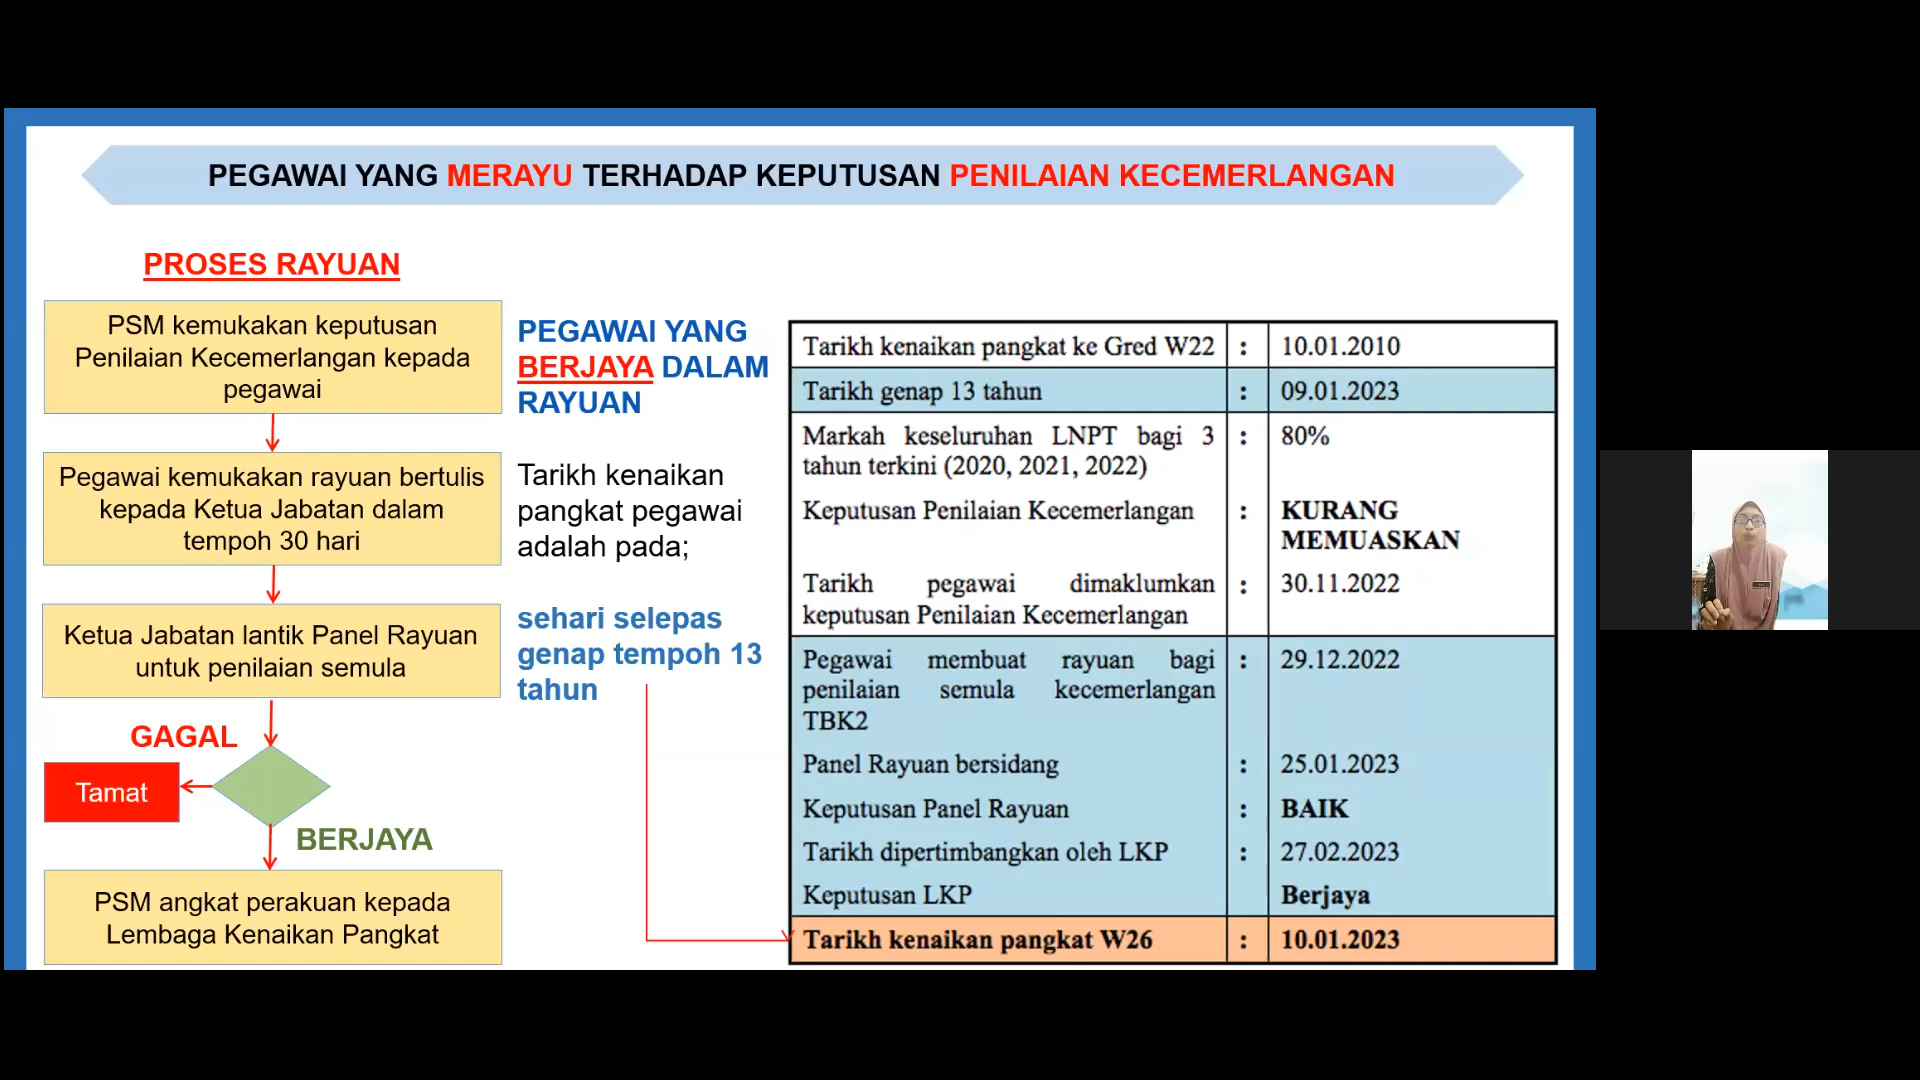 PEGAWAI YANG MERAYU TERHADAP KEPUTUSAN PENILAIAN KECEMERLANGAN
PROSES RAYUAN
PSM kemukakan keputusan
Penilaian Kecemerlangan kepada
pegawai
Pegawai kemukakan rayuan bertulis
kepada Ketua Jabatan dalam
tempoh 30 hari
Ketua Jabatan lantik Panel Rayuan
untuk penilaian semula
GAGAL
Tamat
BERJAYA
PSM angkat perakuan kepada
Lembaga Kenaikan Pangkat
PEGAWAI YANG
BERJAYA DALAM
RAYUAN
Tarikh kenaikan
pangkat pegawai
adalah pada;
sehari selepas
genap tempoh 13
tahun
Tarikh kenaikan pangkat ke Gred W22 : 10.01.2010
Tarikh genap 13 tahun : 09.01.2023
Markah keseluruhan LNPT bagi 3 : 80%
tahun terkini (2020, 2021, 2022)
Keputusan Penilaian Kecemerlangan : KURANG
MEMUASKAN
Tarikh pegawai dimaklumkan : 30.11.2022
keputusan Penilaian Kecemerlangan
Pegawai membuat rayuan bagi : 29.12.2022
penilaian semula kecemerlangan
TBK2
Panel Rayuan bersidang : 25.01.2023
Keputusan Panel Rayuan : BAIK
Tarikh dipertimbangkan oleh LKP : 27.02.2023
Keputusan LKP Berjaya
Tarikh kenaikan pangkat W26 : 10.01.2023